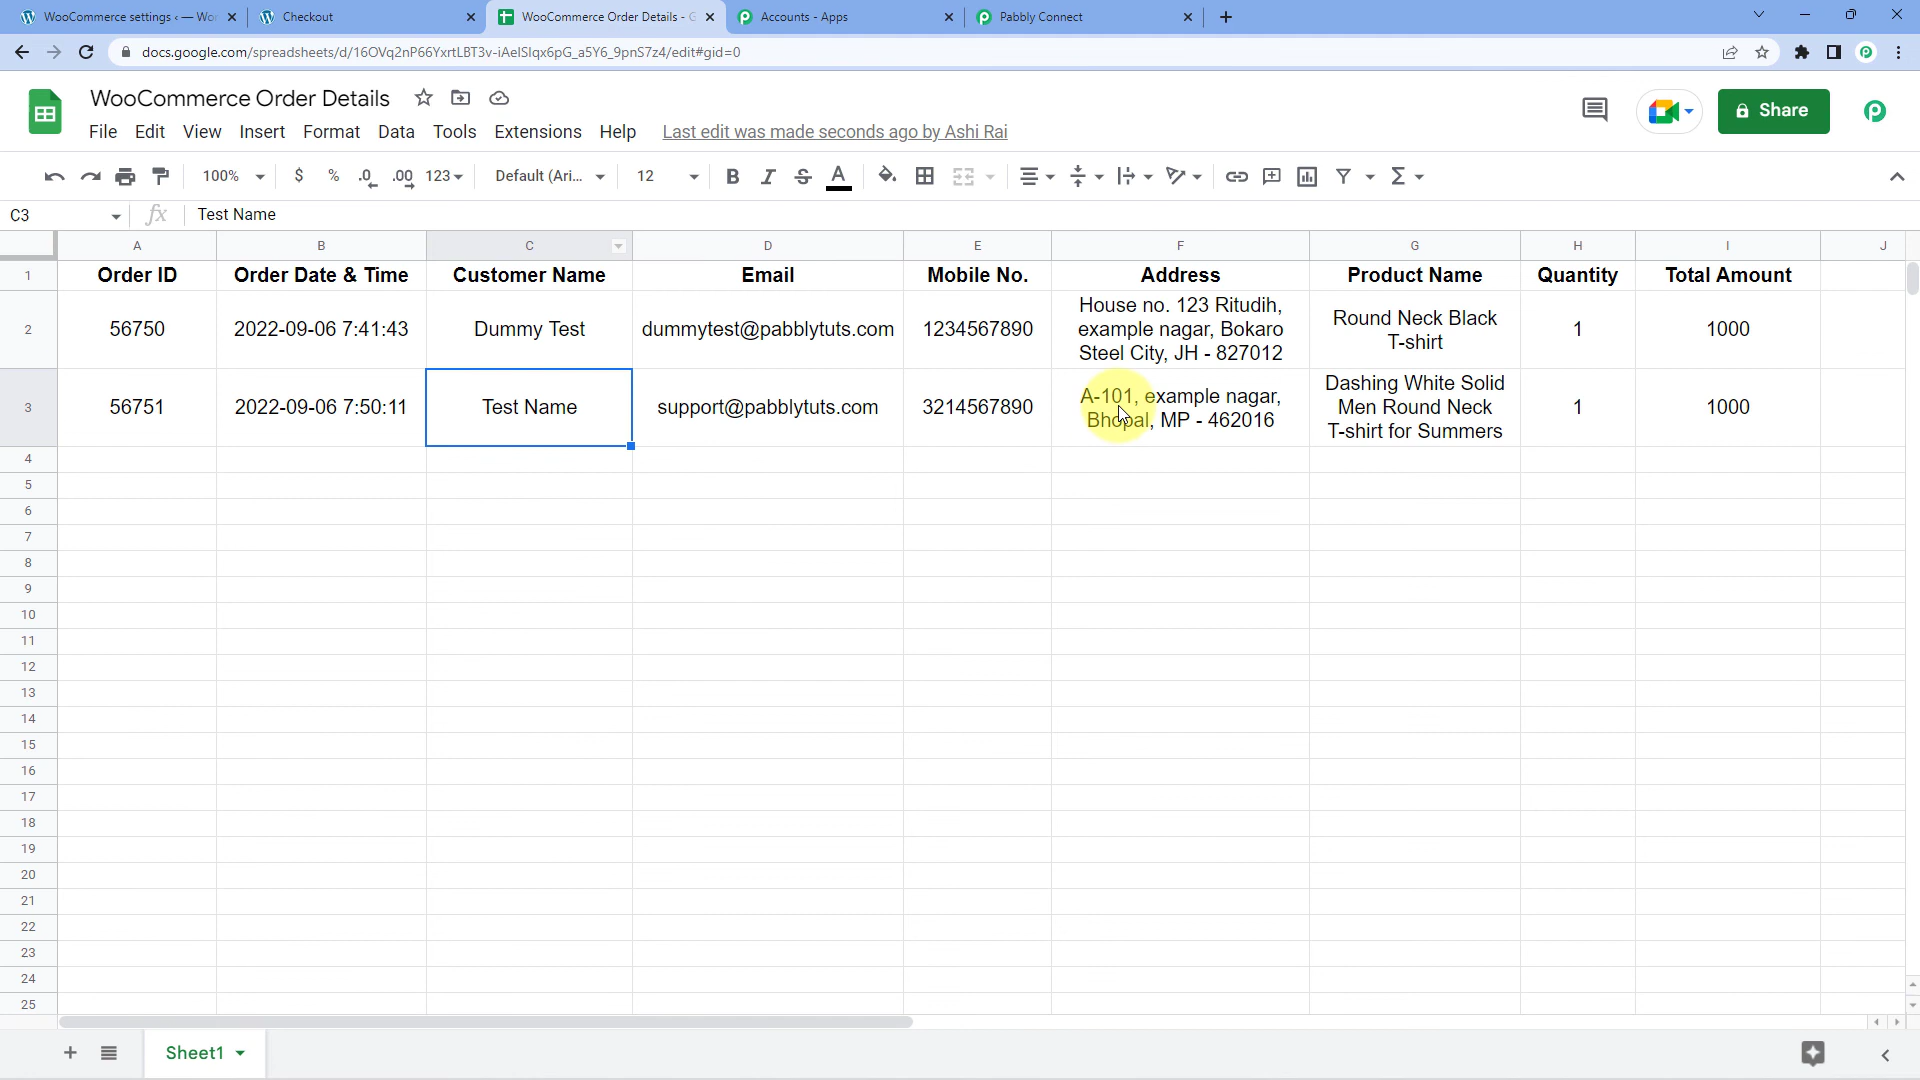 WooCommerce settings ‹ — Wor
Checkout
WooCommerce Order Details - G
Accounts - Apps
Pabbly Connect
docs.google.com/spreadsheets/d/16OVq2nP66YxrtLBT3v-iAelSlqx6pG_a5Y6_9pnS7z4/edit#gid=0
WooCommerce Order Details
File Edit View Insert Format Data Tools Extensions Help Last edit was made seconds ago by Ashi Rai
Share
100% $ % .0 .00 123 Default (Ari... 12 B I S A
C3 fx Test Name
A B C D E F G H I J
1 Order ID Order Date & Time Customer Name Email Mobile No. Address Product Name Quantity Total Amount
2 56750 2022-09-06 7:41:43 Dummy Test dummytest@pabblytuts.com 1234567890
House no. 123 Ritudih,
example nagar, Bokaro
Steel City, JH - 827012
Round Neck Black
T-shirt
1 1000
3 56751 2022-09-06 7:50:11 Test Name support@pabblytuts.com 3214567890
A-101, example nagar,
Bhopal, MP - 462016
Dashing White Solid
Men Round Neck
T-shirt for Summers
1 1000
4
5
6
7
8
9
10
11
12
13
14
15
16
17
18
19
20
21
22
23
24
25
Sheet1